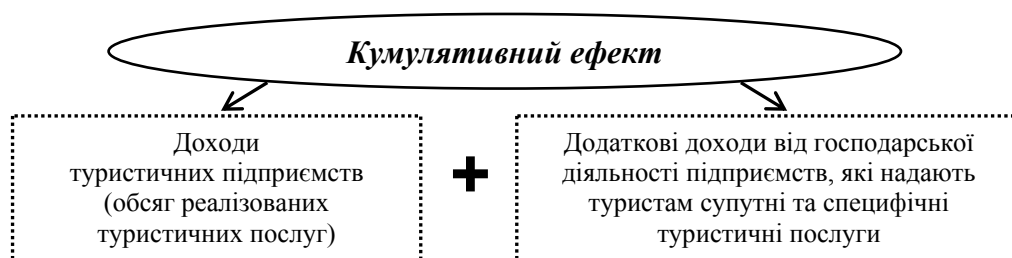 Кумулятивний ефект
Доходи
туристичних підприємств
(обсяг реалізованих
туристичних послуг)
+
Додаткові доходи від господарської
діяльності підприємств, які надають
туристам супутні та специфічні
туристичні послуги